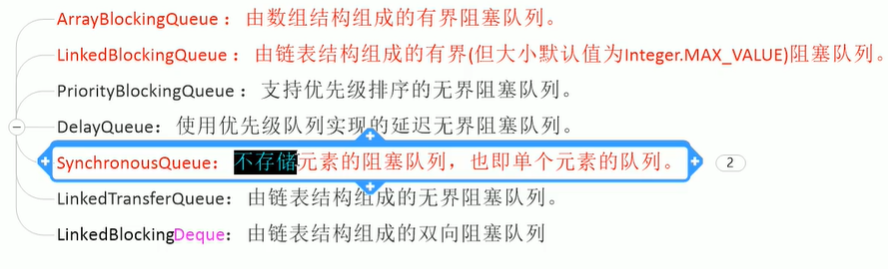 ArrayBlockingQueue：由数组结构组成的有界阻塞队列。
LinkedBlockingQueue：由链表结构组成的有界(但大小默认值为Integer.MAX_VALUE)阻塞队列。
PriorityBlockingQueue：支持优先级排序的无界阻塞队列。
DelayQueue：使用优先级队列实现的延迟无界阻塞队列。
SynchronousQueue：不存储元素的阻塞队列，也即单个元素的队列。 2
LinkedTransferQueue：由链表结构组成的无界阻塞队列。
LinkedBlockingDeque：由链表结构组成的双向阻塞队列